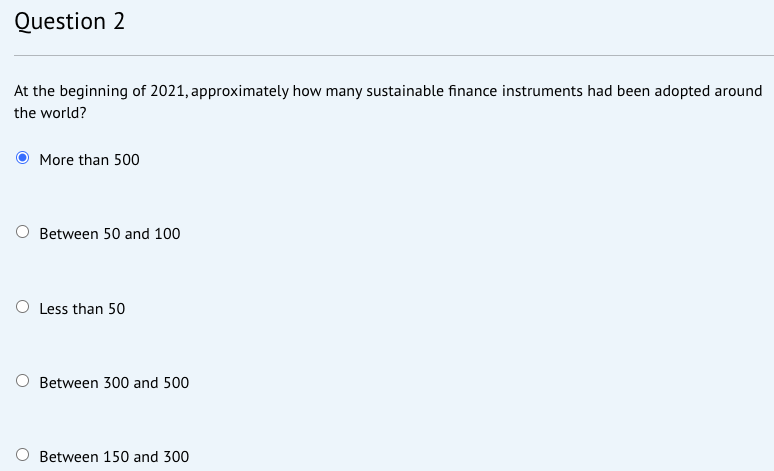 Question 2
At the beginning of 2021, approximately how many sustainable finance instruments had been adopted around
the world?
More than 500
Between 50 and 100
Less than 50
Between 300 and 500
Between 150 and 300